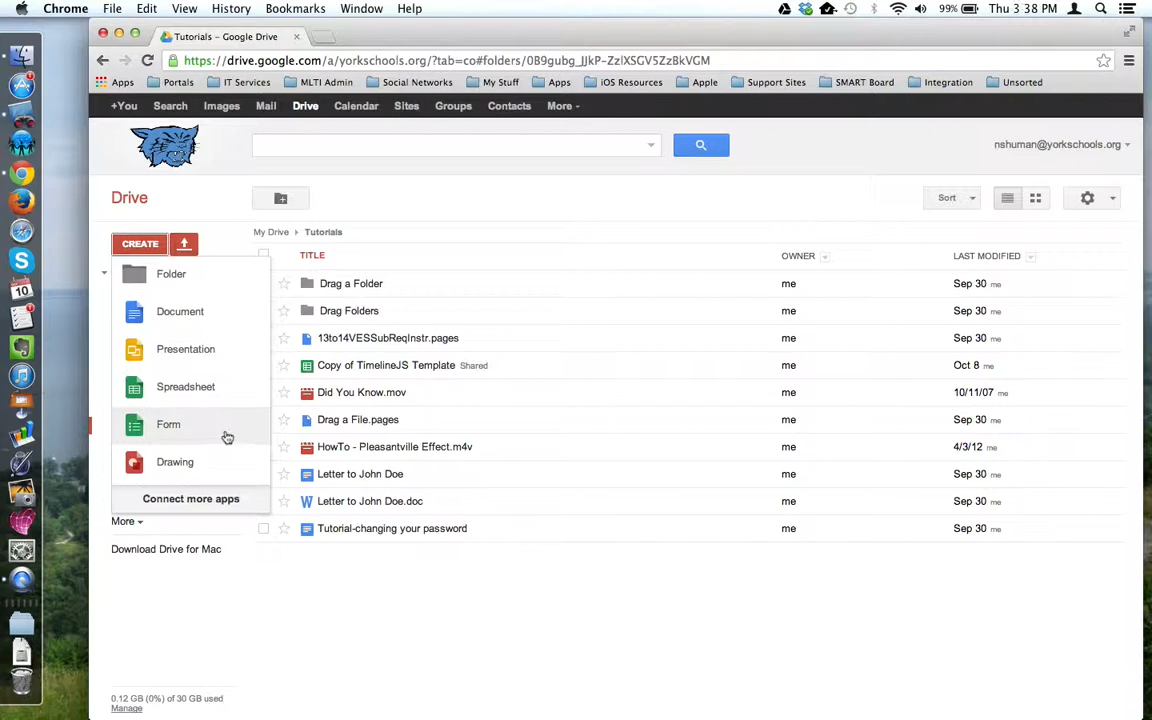 Chrome File Edit View History Bookmarks Window Help 99% Thu 3 38 PM
Tutorials – Google Drive
https://drive.google.com/a/yorkschools.org/?tab=co#folders/0B9gubg_JJkP-ZzlXSGV5ZzBkVGM
Apps Portals IT Services MLTI Admin Social Networks My Stuff Apps iOS Resources Apple Support Sites SMART Board Integration Unsorted
+You Search Images Mail Drive Calendar Sites Groups Contacts More
nshuman@yorkschools.org
Drive Sort
My Drive Tutorials
CREATE
TITLE OWNER LAST MODIFIED
Folder
Drag a Folder me Sep 30 me
Document
Drag Folders me Sep 30 me
13to14VESSubReqInstr.pages me Sep 30 me
Presentation
Copy of TimelineJS Template Shared me Oct 8 me
Spreadsheet
Did You Know.mov me 10/11/07 me
Form
Drag a File.pages me Sep 30 me
HowTo - Pleasantville Effect.m4v me 4/3/12 me
Drawing
Letter to John Doe me Sep 30 me
Connect more apps
Letter to John Doe.doc me Sep 30 me
More
Tutorial-changing your password me Sep 30 me
Download Drive for Mac
0.12 GB (0%) of 30 GB used
Manage
10